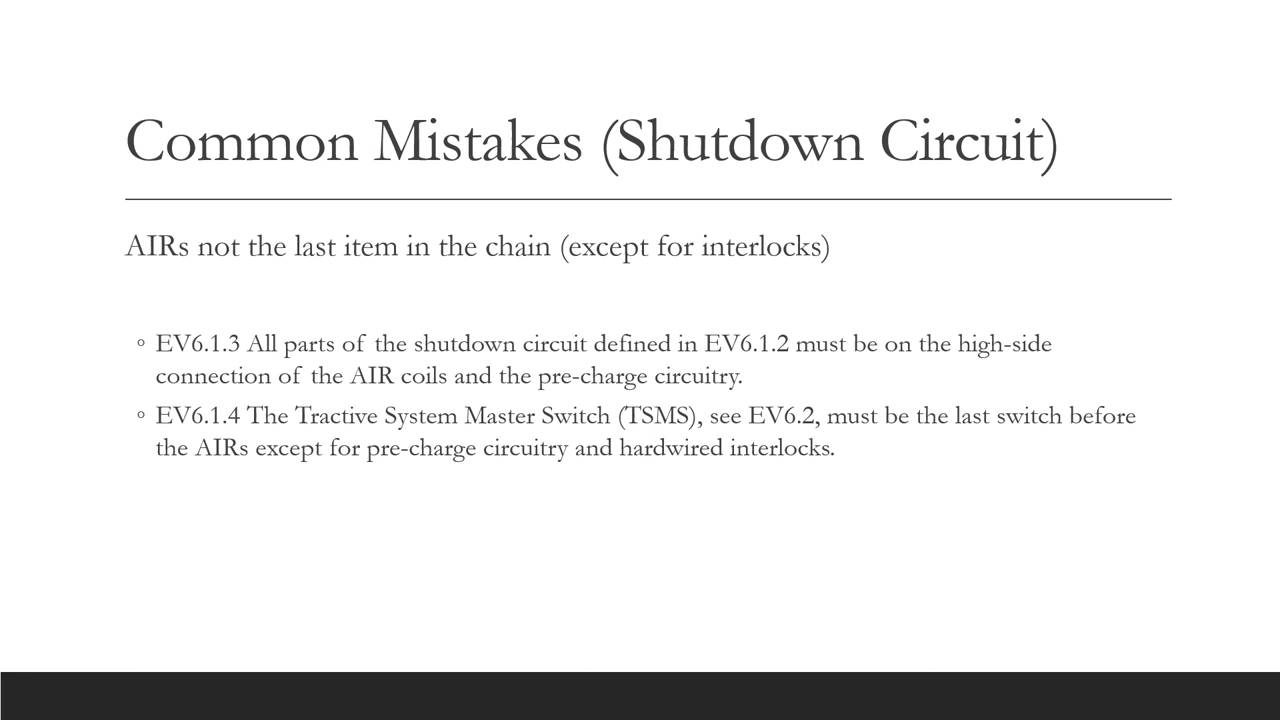 Common Mistakes (Shutdown Circuit)
AIRs not the last item in the chain (except for interlocks)
◦ EV6.1.3 All parts of the shutdown circuit defined in EV6.1.2 must be on the high-side
connection of the AIR coils and the pre-charge circuitry.
◦ EV6.1.4 The Tractive System Master Switch (TSMS), see EV6.2, must be the last switch before
the AIRs except for pre-charge circuitry and hardwired interlocks.